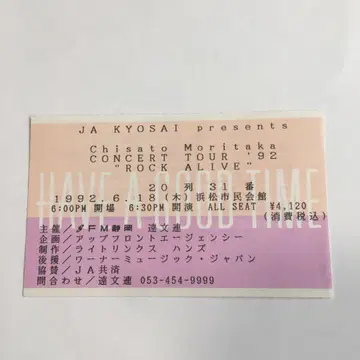 JA KYOSAI presents
Chisato Moritaka
CONCERT TOUR '92
"ROCK ALIVE"
20 列 31 番
1992.6.18 (木) 浜松市民会館
6:00PM 開場 6:30PM 開演 ALL SEAT ¥4,120
(消費税込)
HAVE A GOOD TIME
主催/FM静岡 遠文連
企画/アップフロントエージェンシー
制作/ライトリンクス ハンズ
後援/ワーナーミュージック・ジャパン
協賛/JA共済
問合わせ/遠文連 053-454-9999